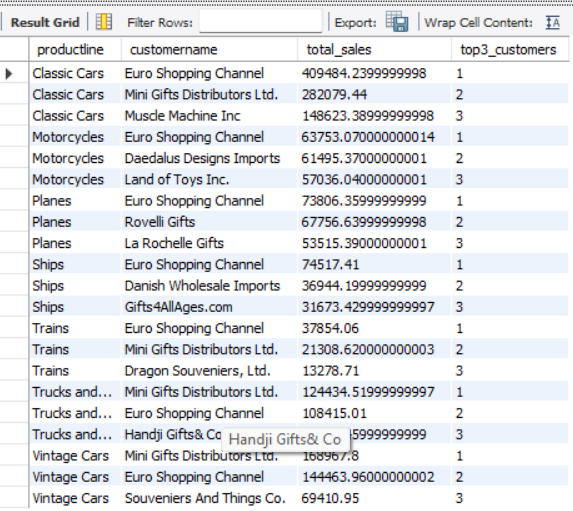 Result Grid Filter Rows: Export: Wrap Cell Content:
productline customername total_sales top3_customers
Classic Cars Euro Shopping Channel 409484.2399999998 1
Classic Cars Mini Gifts Distributors Ltd. 282079.44 2
Classic Cars Muscle Machine Inc 148623.38999999998 3
Motorcycles Euro Shopping Channel 63753.070000000014 1
Motorcycles Daedalus Designs Imports 61495.37000000001 2
Motorcycles Land of Toys Inc. 57036.04000000001 3
Planes Euro Shopping Channel 73806.35999999999 1
Planes Rovelli Gifts 67756.63999999998 2
Planes La Rochelle Gifts 53515.39000000001 3
Ships Euro Shopping Channel 74517.41 1
Ships Danish Wholesale Imports 36944.19999999999 2
Ships Gifts4AllAges.com 31673.429999999997 3
Trains Euro Shopping Channel 37854.06 1
Trains Mini Gifts Distributors Ltd. 21308.620000000003 2
Trains Dragon Souveniers, Ltd. 13278.71 3
Trucks and... Mini Gifts Distributors Ltd. 124434.51999999997 1
Trucks and... Euro Shopping Channel 108415.01 2
Trucks and... Handji Gifts& Co 5999999999 3
Handji Gifts& Co
Vintage Cars Mini Gifts Distributors Ltd. 168967.8 1
Vintage Cars Euro Shopping Channel 144463.96000000002 2
Vintage Cars Souveniers And Things Co. 69410.95 3